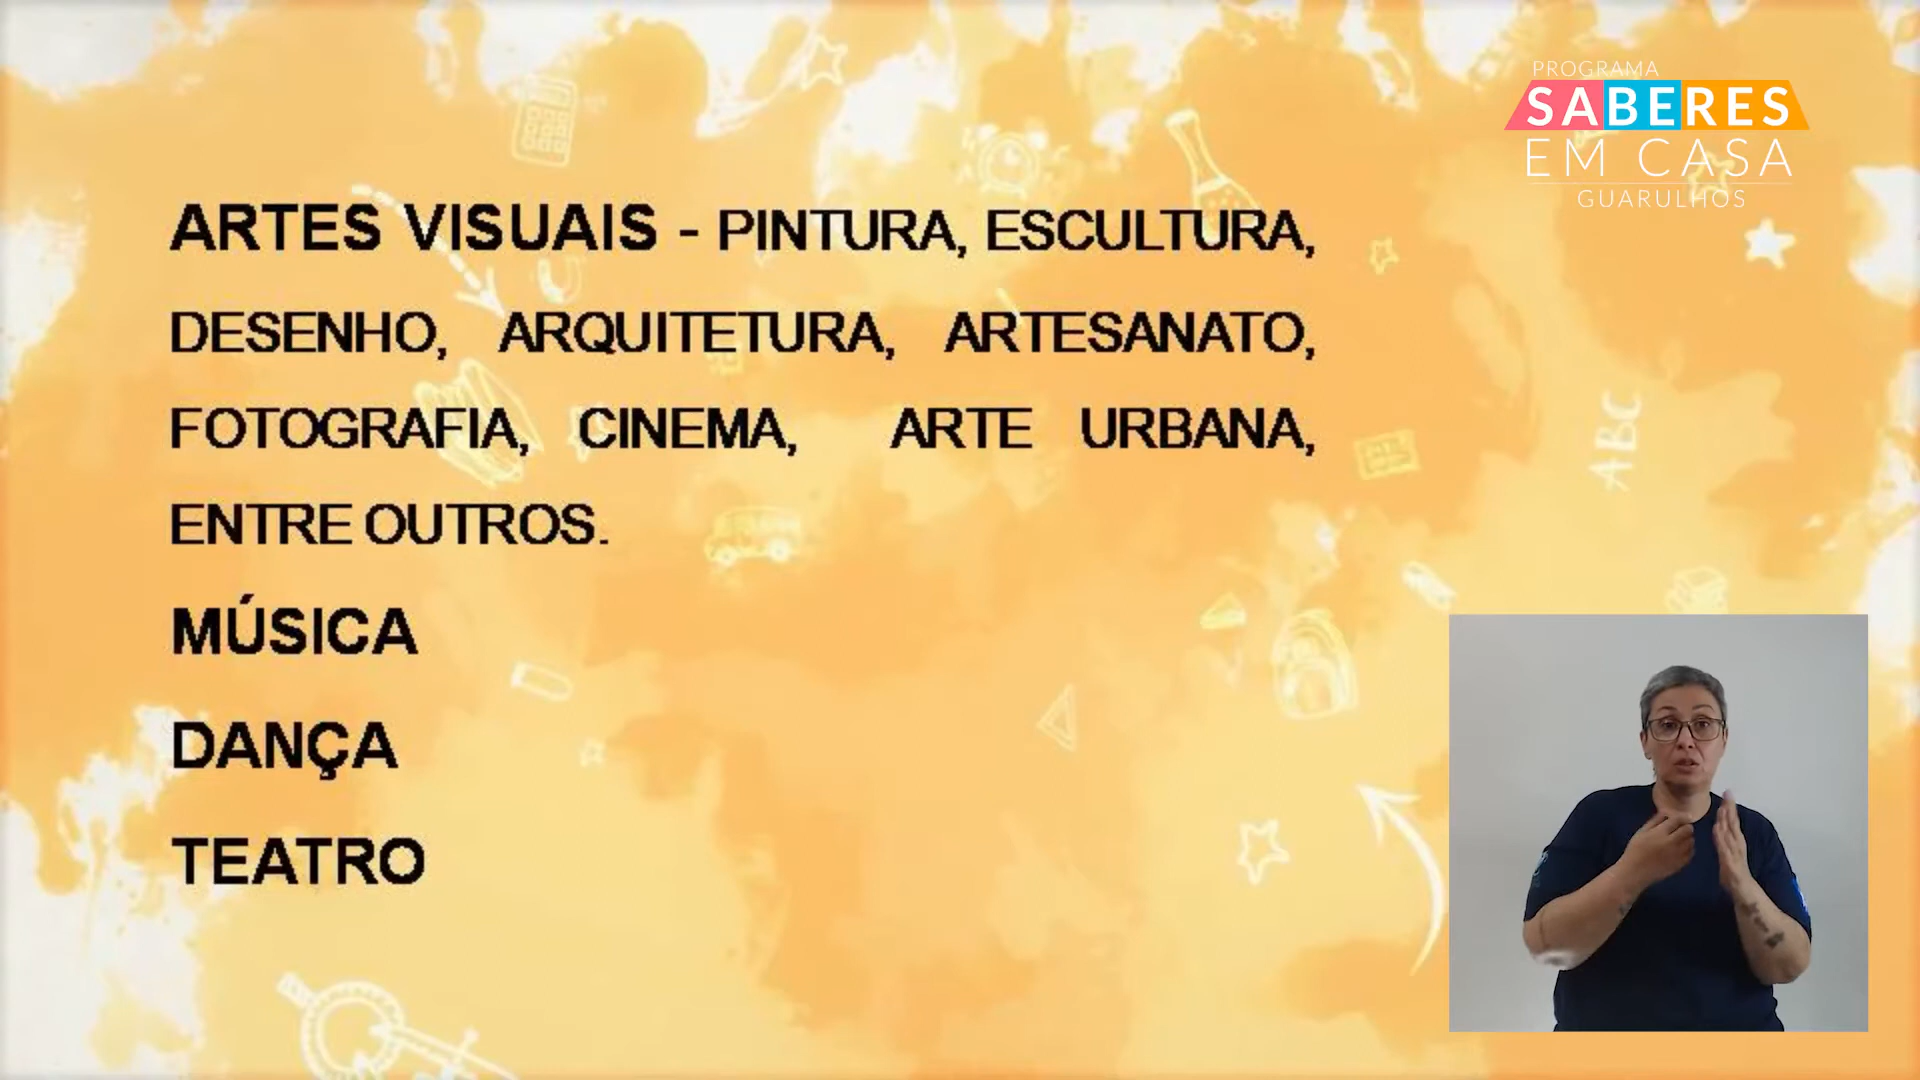 PROGRAMA
SABERES
EM CASA
GUARULHOS
ARTES VISUAIS - PINTURA, ESCULTURA,
DESENHO, ARQUITETURA, ARTESANATO,
FOTOGRAFIA, CINEMA, ARTE URBANA,
ENTRE OUTROS.
MÚSICA
DANÇA
TEATRO
ABC